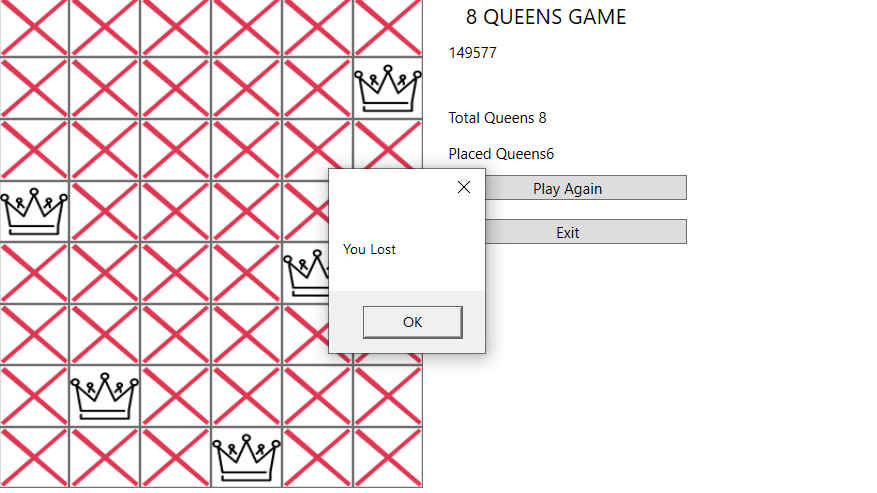 8 QUEENS GAME
149577
Total Queens 8
Placed Queens6
Play Again
Exit
You Lost
OK